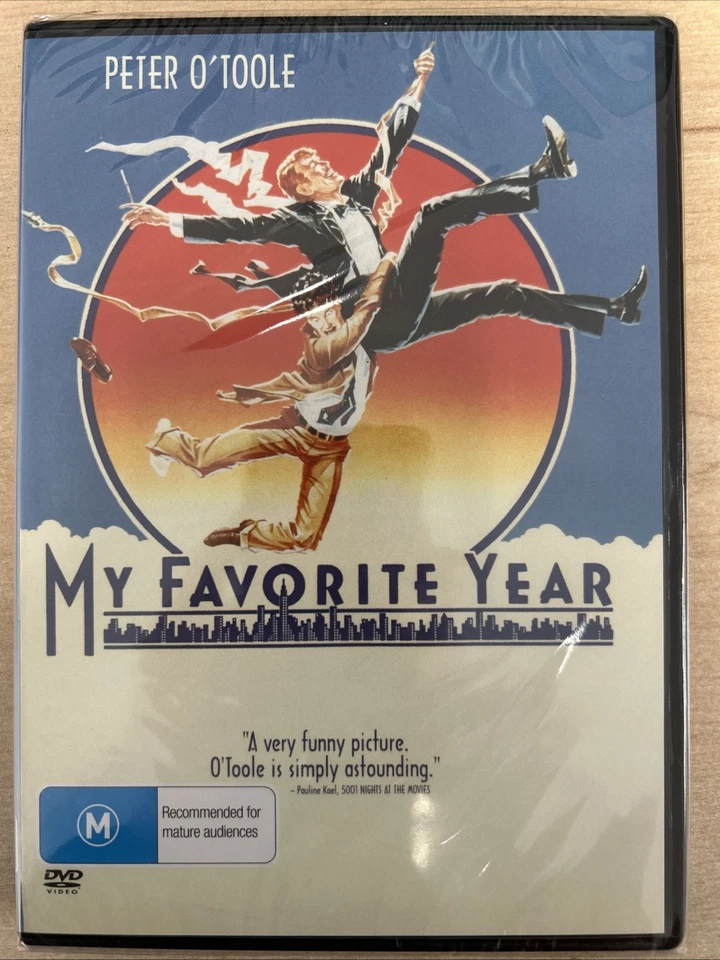 PETER O'TOOLE
MY FAVORITE YEAR
"A very funny picture.
O'Toole is simply astounding."
– Pauline Kael, 5001 NIGHTS AT THE MOVIES
M
Recommended for
mature audiences
DVD
VIDEO